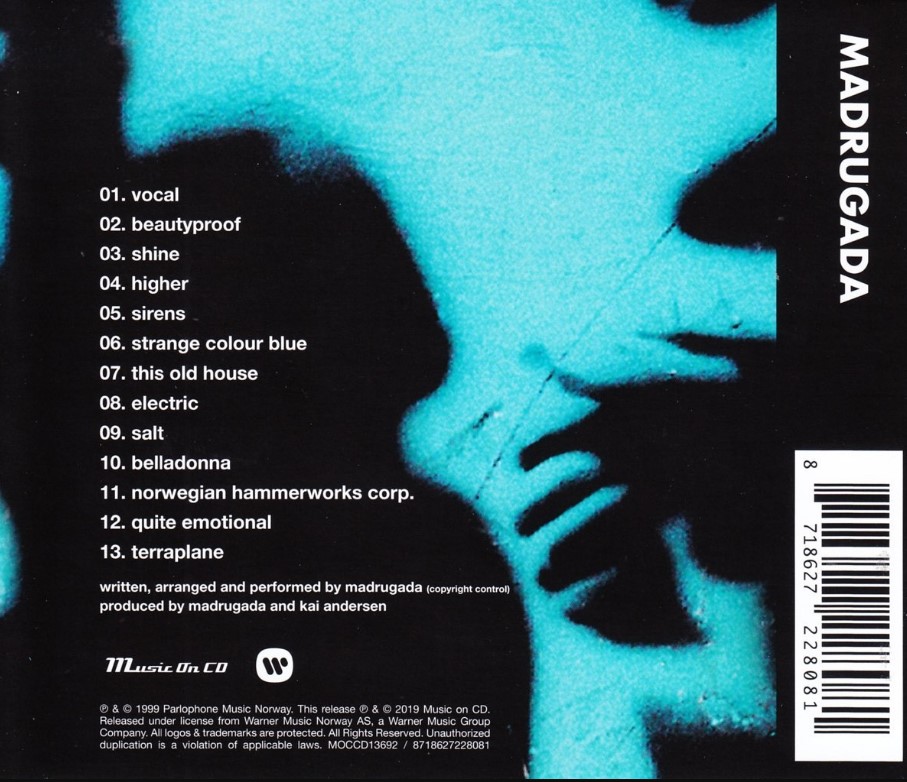 MADRUGADA
01. vocal
02. beautyproof
03. shine
04. higher
05. sirens
06. strange colour blue
07. this old house
08. electric
09. salt
10. belladonna
11. norwegian hammerworks corp.
12. quite emotional
13. terraplane
written, arranged and performed by madrugada (copyright control)
produced by madrugada and kai andersen
Music On CD
℗ & © 1999 Parlophone Music Norway. This release ℗ & © 2019 Music on CD.
Released under license from Warner Music Norway AS, a Warner Music Group
Company. All logos & trademarks are protected. All Rights Reserved. Unauthorized
duplication is a violation of applicable laws. MOCCD13692 / 8718627228081
8 718627 228081